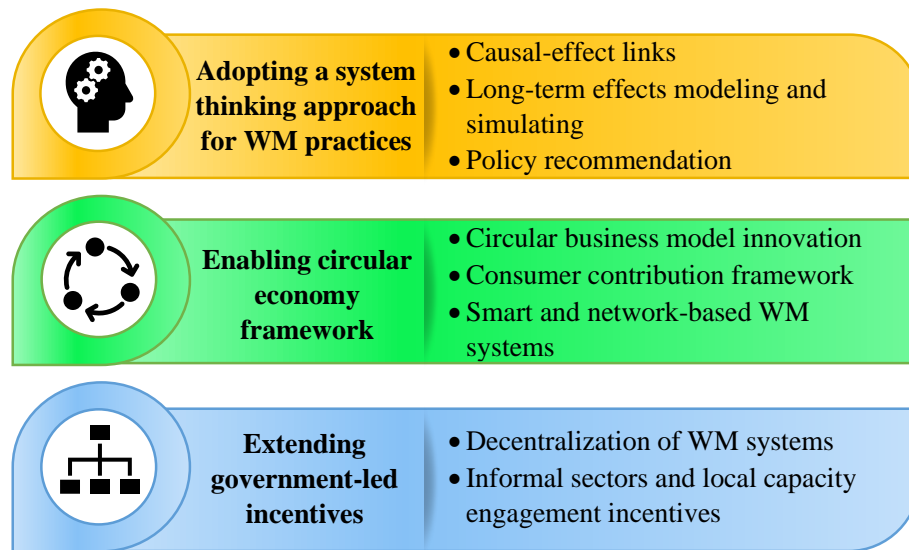 Adopting a system
thinking approach
for WM practices
• Causal-effect links
• Long-term effects modeling and
simulating
• Policy recommendation
Enabling circular
economy
framework
• Circular business model innovation
• Consumer contribution framework
• Smart and network-based WM
systems
Extending
government-led
incentives
• Decentralization of WM systems
• Informal sectors and local capacity
engagement incentives